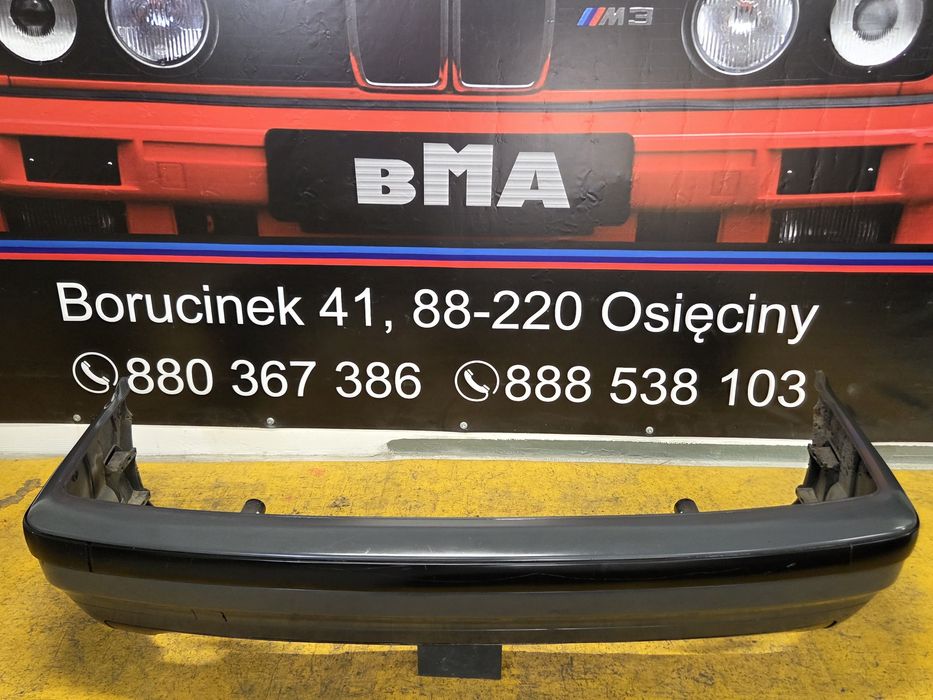 M3
BMA
Borucinek 41, 88-220 Osięciny
880 367 386 888 538 103